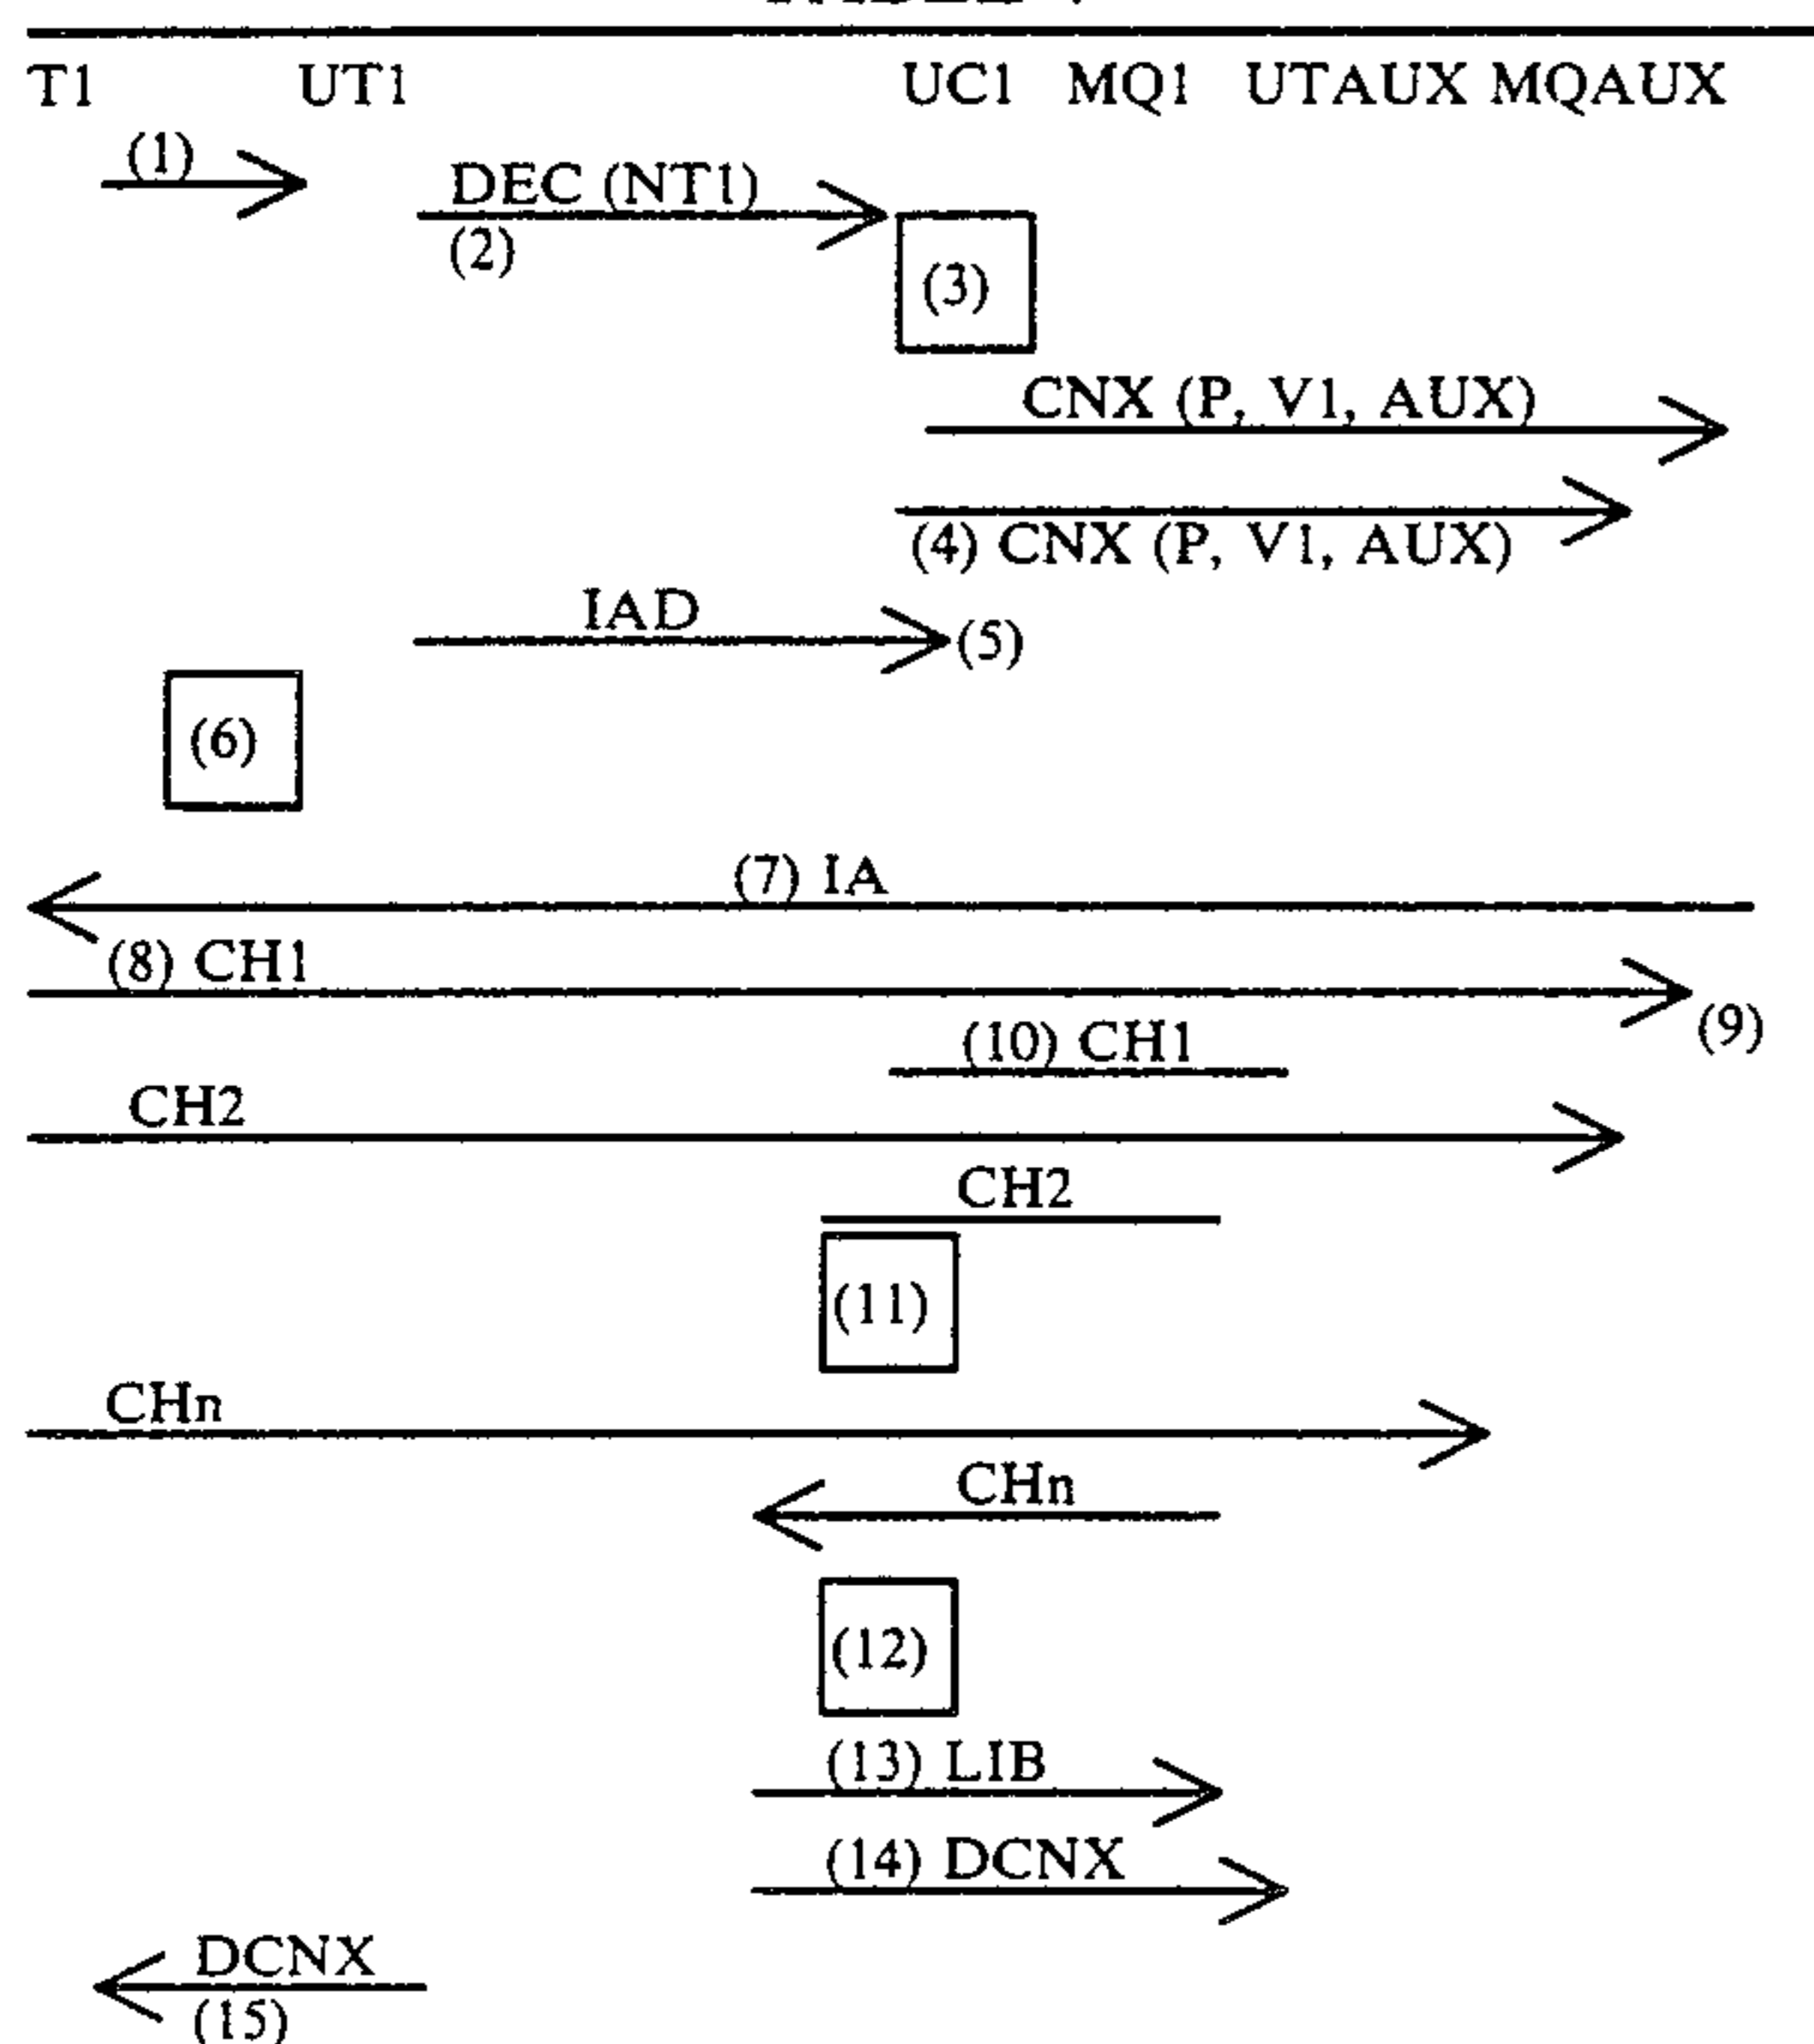 T1 UT1 UC1 MQ1 UTAUX MQAUX
(1)
DEC (NT1)
(2)
(3)
CNX (P, V1, AUX)
(4) CNX (P, V1, AUX)
IAD
(5)
(6)
(7) IA
(8) CH1
(9)
(10) CH1
CH2
CH2
(11)
CHn
CHn
(12)
(13) LIB
(14) DCNX
DCNX
(15)